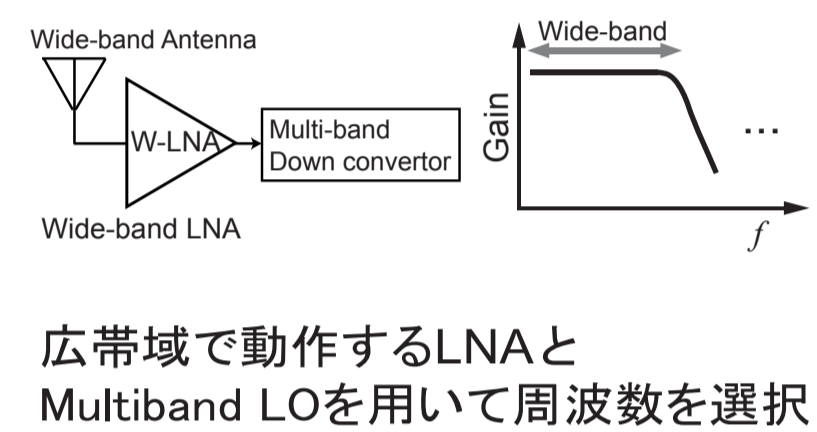 Wide-band Antenna
W-LNA
Multi-band
Down convertor
Wide-band LNA
Wide-band
Gain
...
f
広帯域で動作するLNAと
Multiband LOを用いて周波数を選択